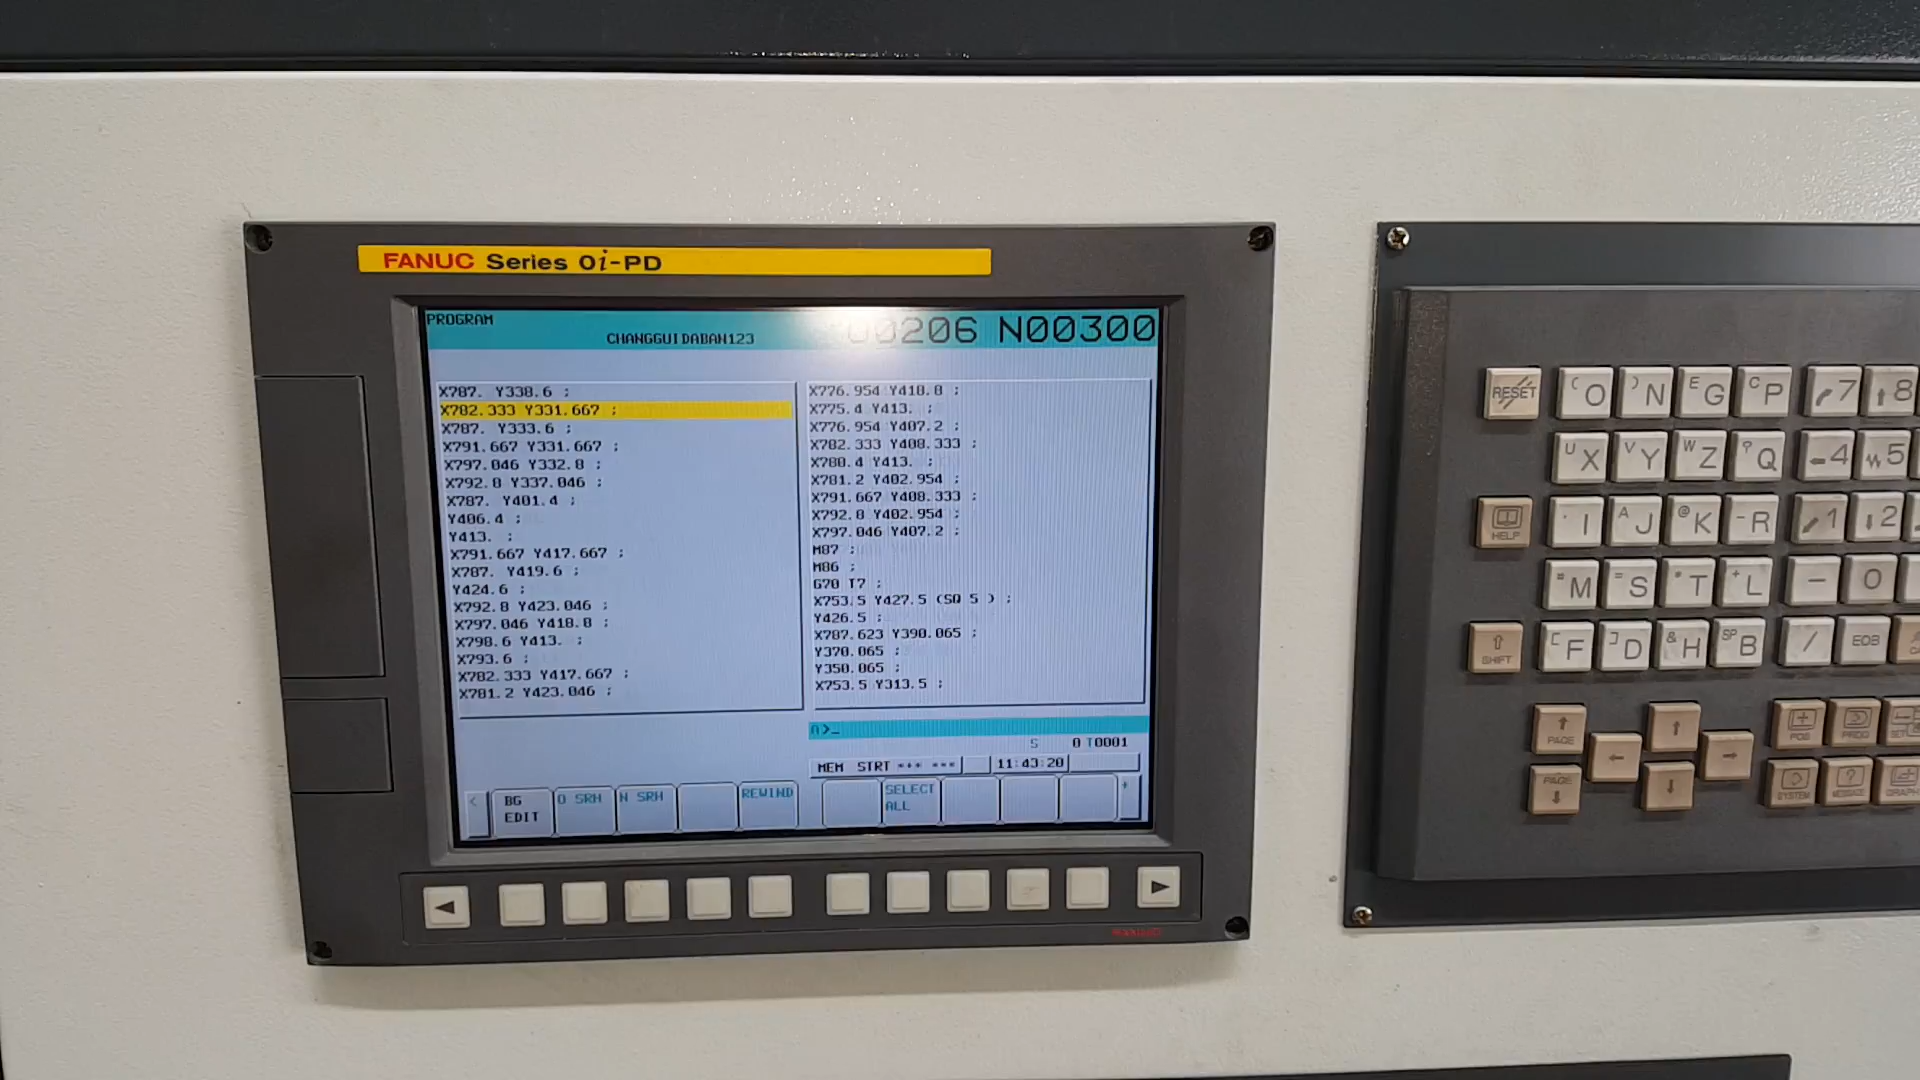 FANUC Series 0i-PD
PROGRAM
CHANGGUIDABAN123
00206 N00300
X787. Y338.6 ;
X782.333 Y331.667 ;
X787. Y333.6 ;
X791.667 Y331.667 ;
X797.046 Y332.8 ;
X792.8 Y337.046 ;
X787. Y401.4 ;
Y406.4 ;
Y413. ;
X791.667 Y417.667 ;
X787. Y419.6 ;
Y424.6 ;
X792.8 Y423.046 ;
X797.046 Y418.8 ;
X798.6 Y413. ;
X793.6 ;
X782.333 Y417.667 ;
X781.2 Y423.046 ;
X776.954 Y418.8 ;
X775.4 Y413. ;
X776.954 Y407.2 ;
X782.333 Y408.333 ;
X780.4 Y413. ;
X781.2 Y402.954 ;
X791.667 Y408.333 ;
X792.8 Y402.954 ;
X797.046 Y407.2 ;
M87 ;
M86 ;
G70 T7 ;
X753.5 Y427.5 (SQ 5 ) ;
Y426.5 ;
X787.623 Y390.065 ;
Y370.065 ;
Y350.065 ;
X753.5 Y313.5 ;
A>_
S 0 T0001
MEM STRT *** *** 11:43:20
< BG EDIT O SRH N SRH REWIND SELECT ALL +
FANUC
RESET ( O ) N E G C P 7 8
U X V Y W Z ? Q 4 5
HELP , I A J @ K - R 1 2
# M = S * T + L - 0
SHIFT [ F ] D & H SP B / EOB
PAGE POS PROG
PAGE SYSTEM MESSAGE GRAPH